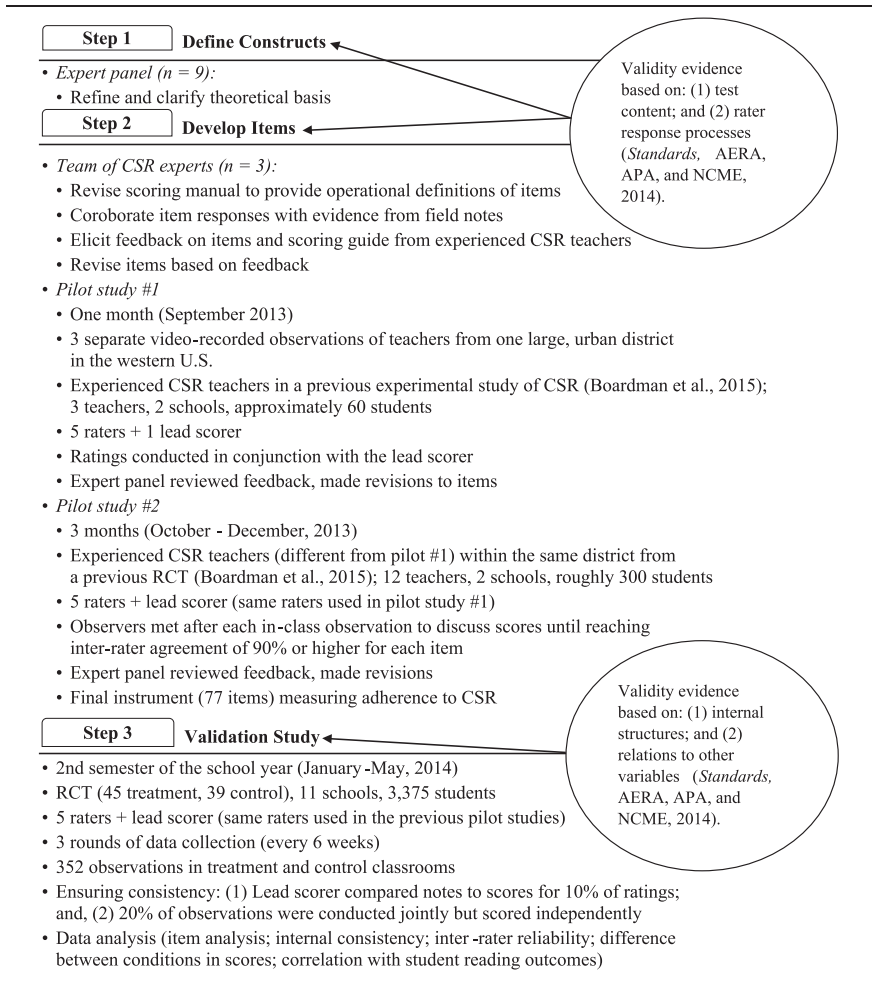 Step 1 Define Constructs
• Expert panel (n = 9):
• Refine and clarify theoretical basis
Step 2 Develop Items
Validity evidence
based on: (1) test
content; and (2) rater
response processes
(Standards, AERA,
APA, and NCME,
2014).
• Team of CSR experts (n = 3):
• Revise scoring manual to provide operational definitions of items
• Coroborate item responses with evidence from field notes
• Elicit feedback on items and scoring guide from experienced CSR teachers
• Revise items based on feedback
• Pilot study #1
• One month (September 2013)
• 3 separate video-recorded observations of teachers from one large, urban district
in the western U.S.
• Experienced CSR teachers in a previous experimental study of CSR (Boardman et al., 2015);
3 teachers, 2 schools, approximately 60 students
• 5 raters + 1 lead scorer
• Ratings conducted in conjunction with the lead scorer
• Expert panel reviewed feedback, made revisions to items
• Pilot study #2
• 3 months (October - December, 2013)
• Experienced CSR teachers (different from pilot #1) within the same district from
a previous RCT (Boardman et al., 2015); 12 teachers, 2 schools, roughly 300 students
• 5 raters + lead scorer (same raters used in pilot study #1)
• Observers met after each in-class observation to discuss scores until reaching
inter-rater agreement of 90% or higher for each item
• Expert panel reviewed feedback, made revisions
• Final instrument (77 items) measuring adherence to CSR
Step 3 Validation Study
Validity evidence
based on: (1) internal
structures; and (2)
relations to other
variables (Standards,
AERA, APA, and
NCME, 2014).
• 2nd semester of the school year (January-May, 2014)
• RCT (45 treatment, 39 control), 11 schools, 3,375 students
• 5 raters + lead scorer (same raters used in the previous pilot studies)
• 3 rounds of data collection (every 6 weeks)
• 352 observations in treatment and control classrooms
• Ensuring consistency: (1) Lead scorer compared notes to scores for 10% of ratings;
and, (2) 20% of observations were conducted jointly but scored independently
• Data analysis (item analysis; internal consistency; inter-rater reliability; difference
between conditions in scores; correlation with student reading outcomes)